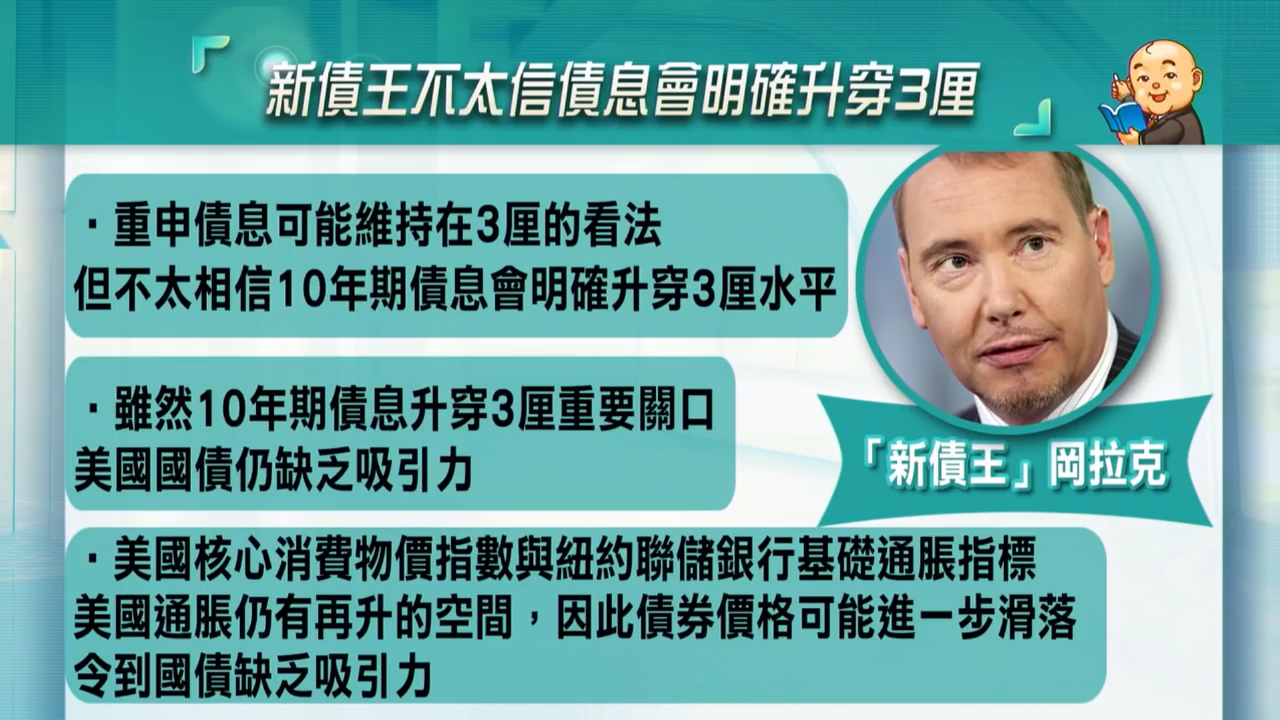 新債王不太信債息會明確升穿3厘
·重申債息可能維持在3厘的看法
但不太相信10年期債息會明確升穿3厘水平
·雖然10年期債息升穿3厘重要關口
美國國債仍缺乏吸引力
·美國核心消費物價指數與紐約聯儲銀行基礎通脹指標
美國通脹仍有再升的空間，因此債券價格可能進一步滑落
令到國債缺乏吸引力
「新債王」岡拉克